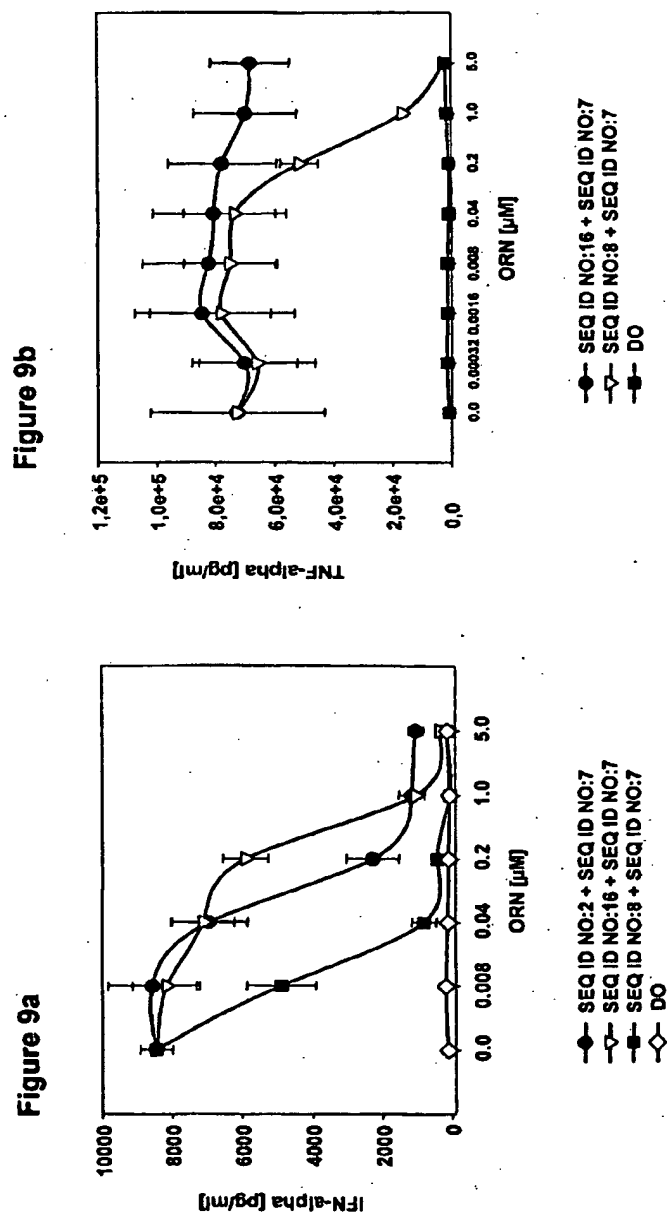 Figure 9a
IFN-alpha [pg/ml]
10000
8000
6000
4000
2000
0
0.0 0.008 0.04 0.2 1.0 5.0
ORN [µM]
SEQ ID NO:2 + SEQ ID NO:7
SEQ ID NO:16 + SEQ ID NO:7
SEQ ID NO:8 + SEQ ID NO:7
DO
Figure 9b
TNF-alpha [pg/ml]
1,2e+5
1,0e+5
8,0e+4
6,0e+4
4,0e+4
2,0e+4
0,0
0.0 0.00032 0.0016 0.008 0.04 0.2 1.0 5.0
ORN [µM]
SEQ ID NO:16 + SEQ ID NO:7
SEQ ID NO:8 + SEQ ID NO:7
DO